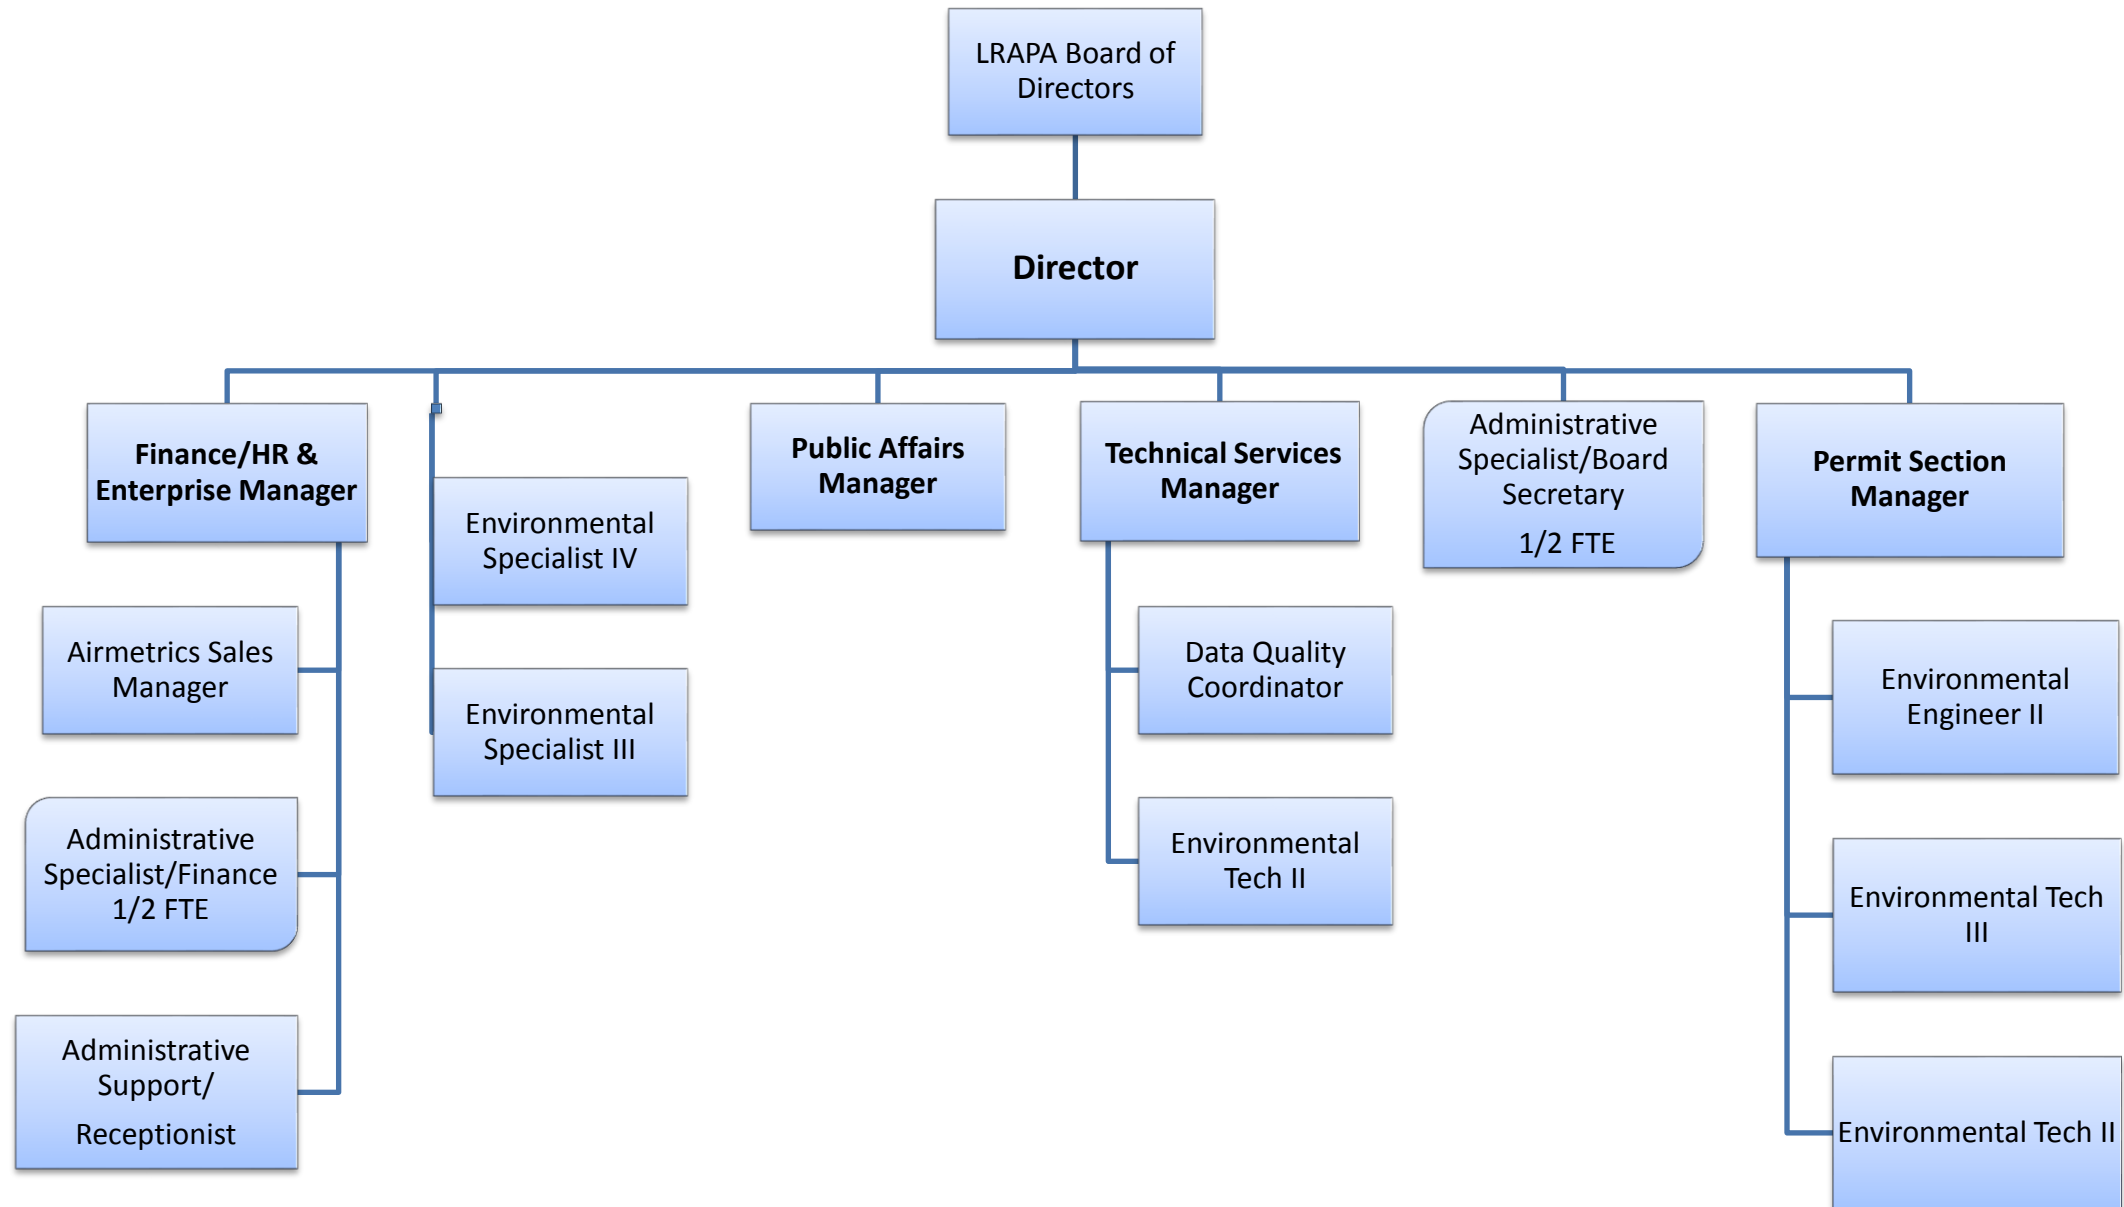 LRAPA Board of
Directors
Director
Finance/HR &
Enterprise Manager
Public Affairs
Manager
Technical Services
Manager
Administrative
Specialist/Board
Secretary
1/2 FTE
Permit Section
Manager
Environmental
Specialist IV
Environmental
Specialist III
Airmetrics Sales
Manager
Administrative
Specialist/Finance
1/2 FTE
Administrative
Support/
Receptionist
Data Quality
Coordinator
Environmental
Tech II
Environmental
Engineer II
Environmental Tech
III
Environmental Tech II